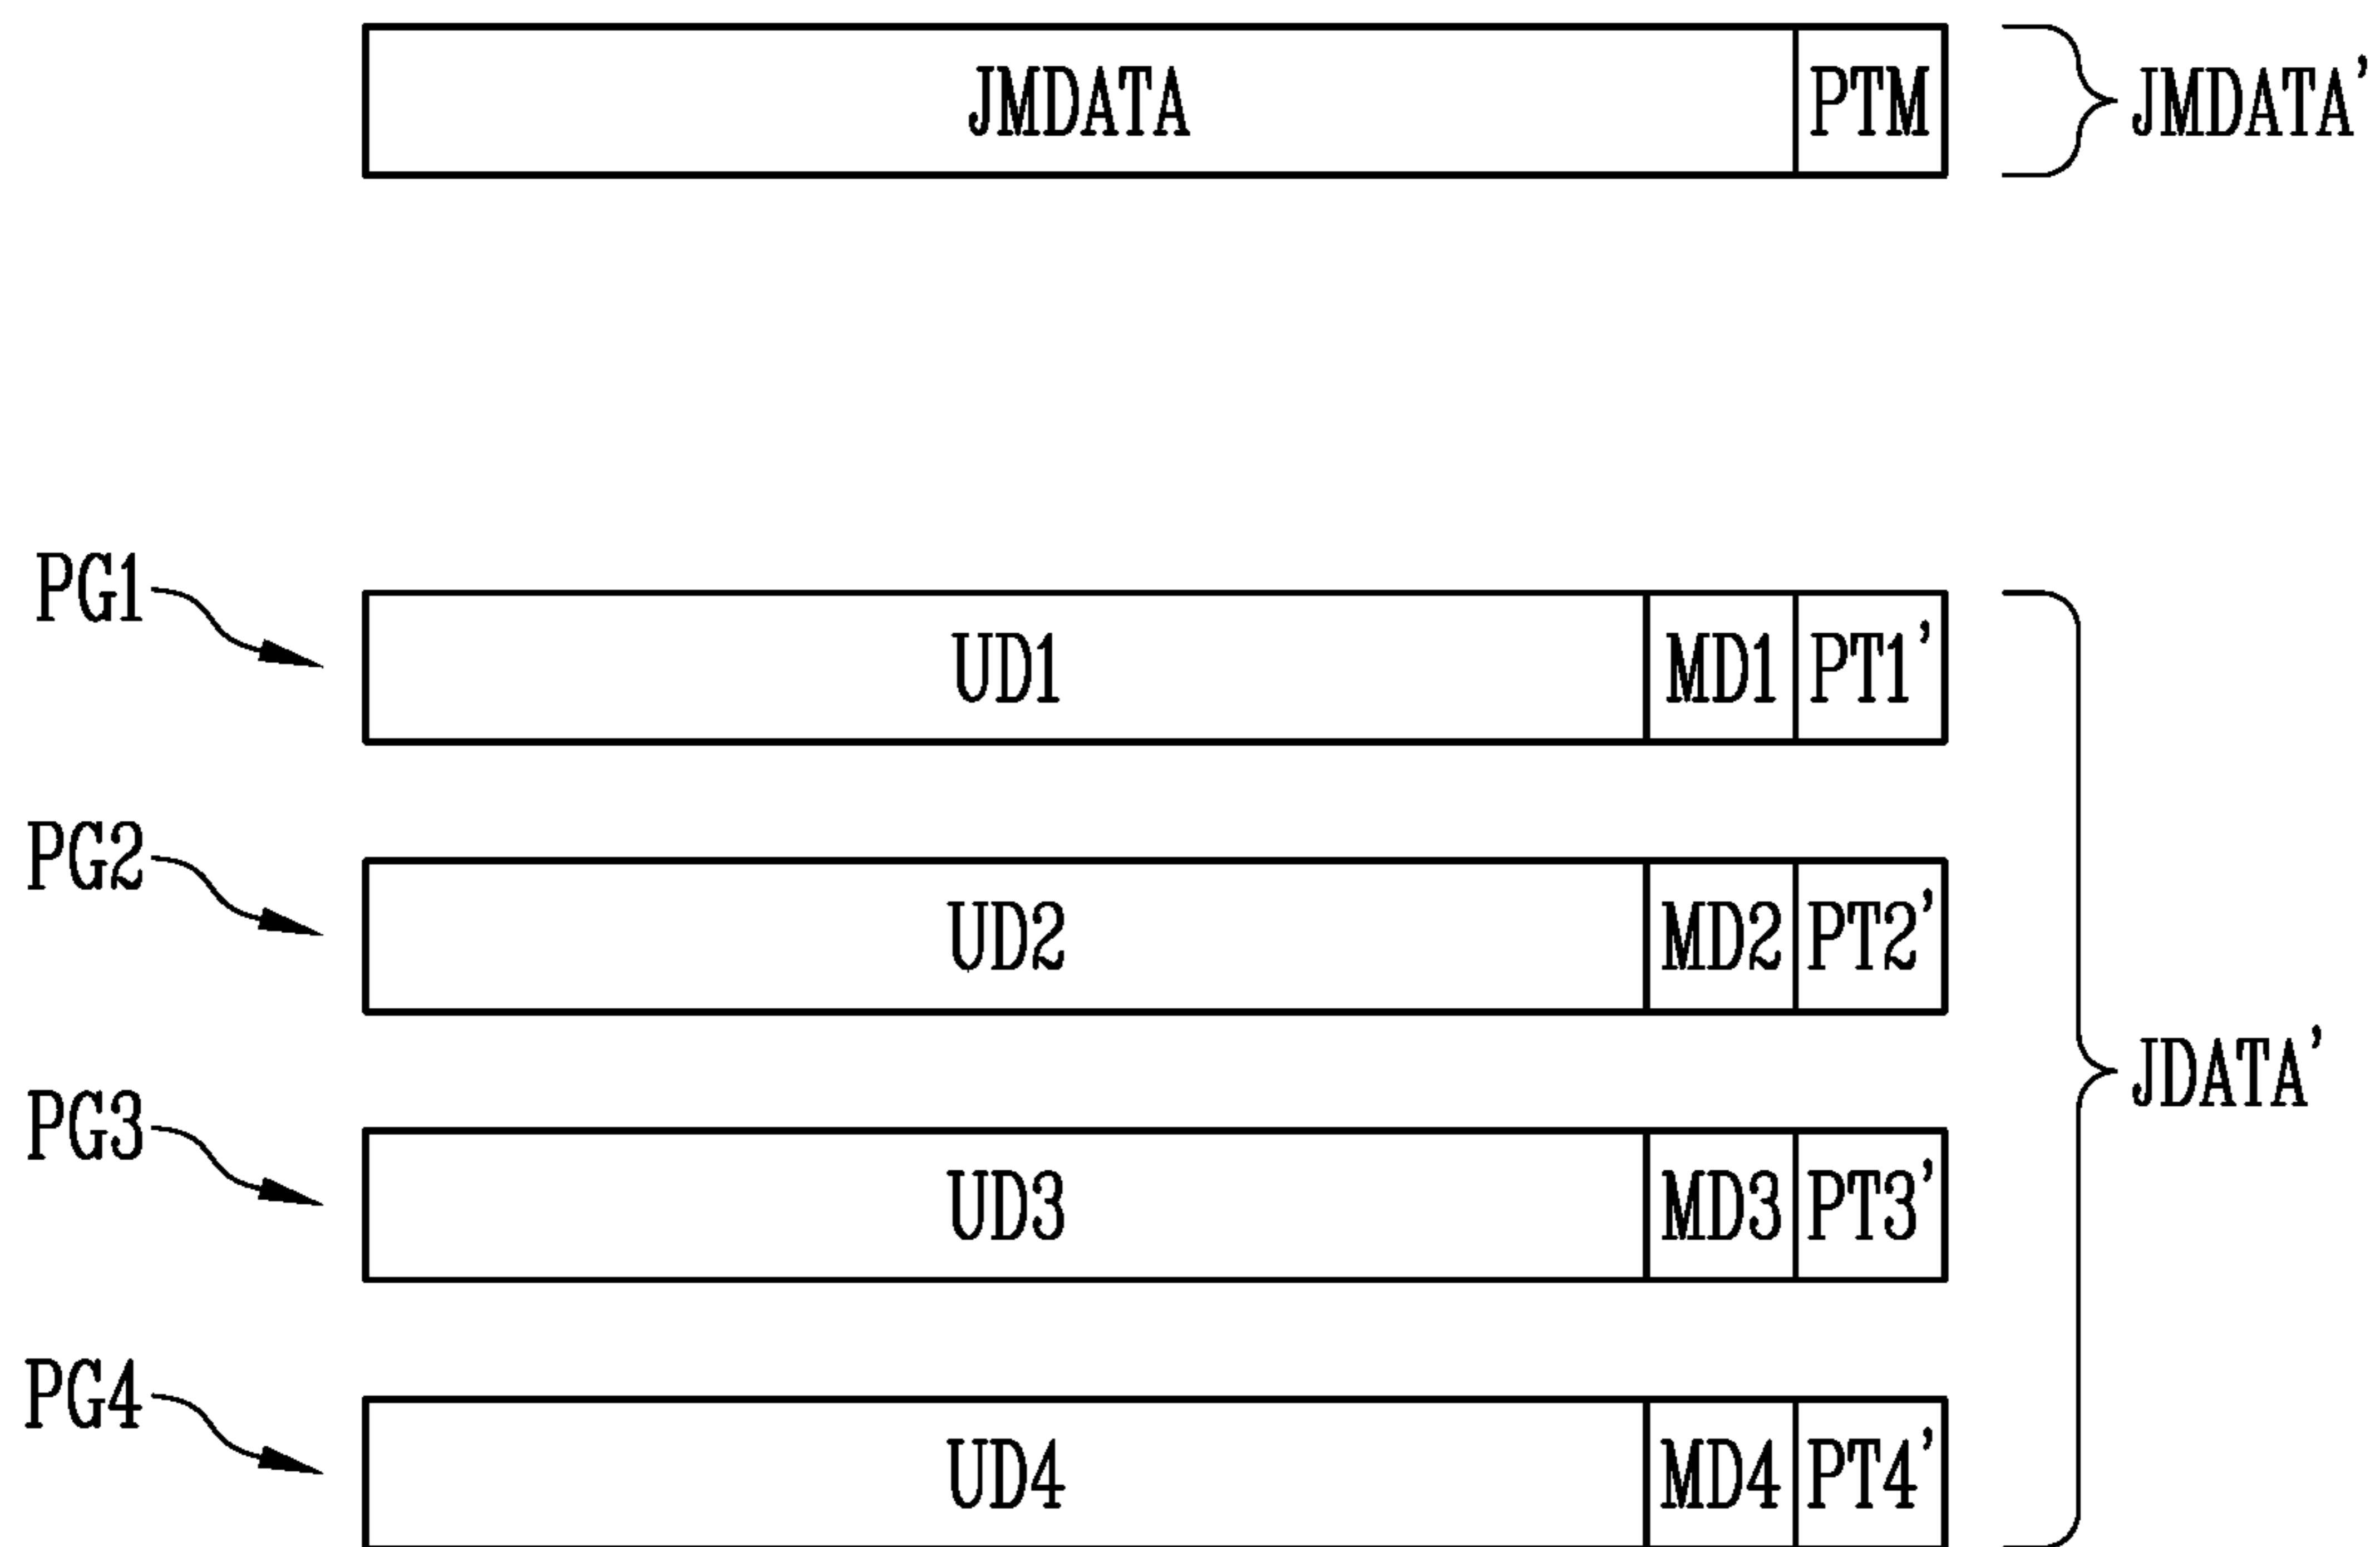 JMDATA PTM JMDATA'
PG1 UD1 MD1 PT1'
PG2 UD2 MD2 PT2'
JDATA'
PG3 UD3 MD3 PT3'
PG4 UD4 MD4 PT4'